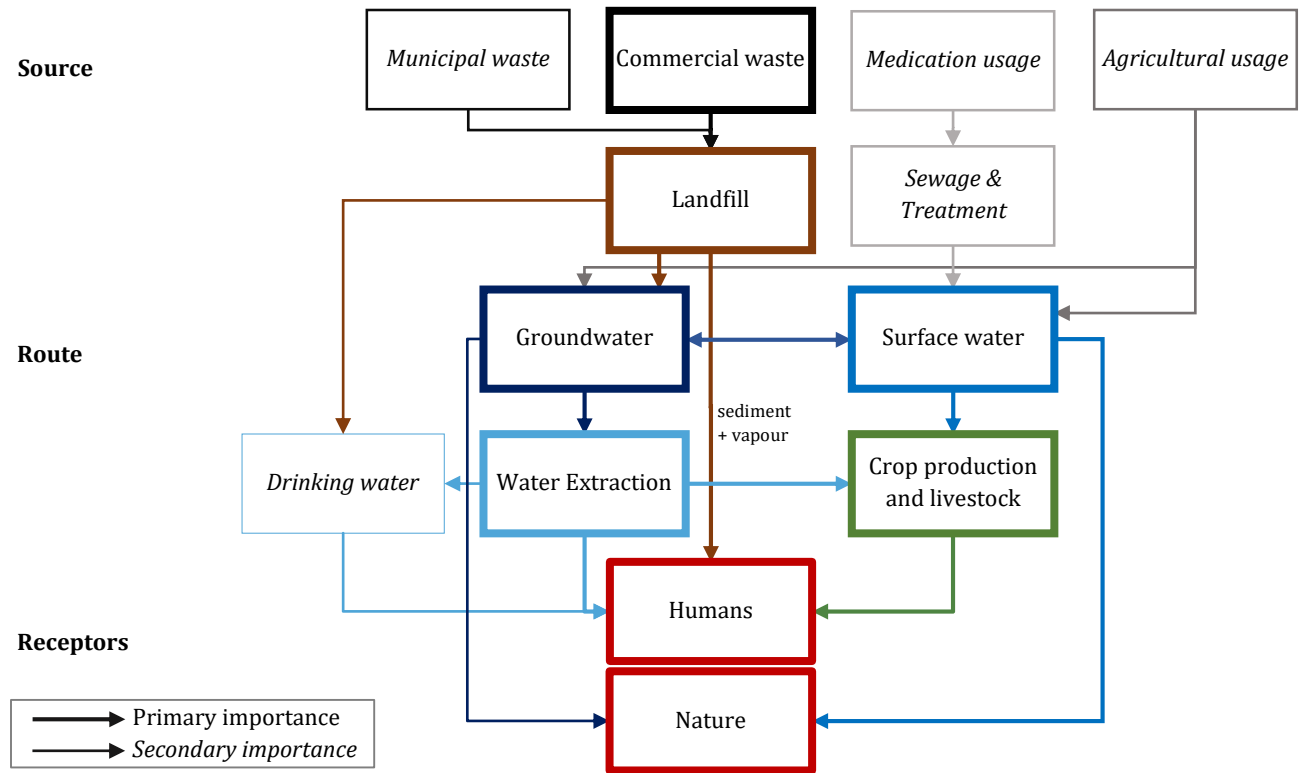 Source
Municipal waste
Commercial waste
Medication usage
Agricultural usage
Landfill
Sewage &
Treatment
Route
Groundwater
Surface water
sediment
+ vapour
Drinking water
Water Extraction
Crop production
and livestock
Humans
Receptors
Nature
Primary importance
Secondary importance